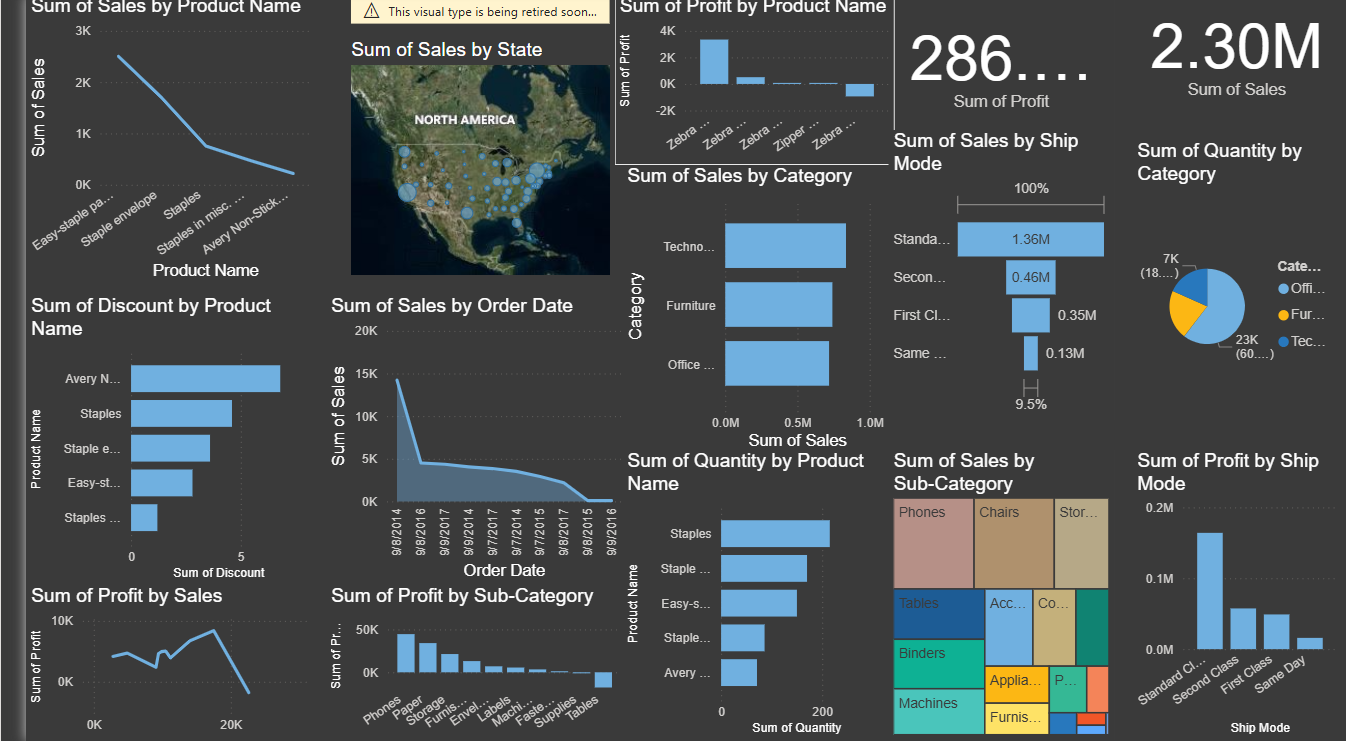 Sum of Sales by Product Name
3K
2K
1K
0K
Sum of Sales
Easy-staple pa…
Staple envelope
Staples
Staples in misc. …
Avery Non-Stick…
Product Name
This visual type is being retired soon...
Sum of Sales by State
NORTH AMERICA
Sum of Profit by Product Name
4K
2K
0K
-2K
Sum of Profit
Zebra …
Zebra …
Zebra …
Zipper …
Zebra …
286.…
Sum of Profit
2.30M
Sum of Sales
Sum of Discount by Product
Name
Product Name
Avery N…
Staples
Staple e…
Easy-st…
Staples …
0
5
Sum of Discount
Sum of Sales by Order Date
20K
15K
10K
5K
0K
Sum of Sales
9/8/2014
9/8/2016
9/9/2017
9/9/2014
9/7/2017
9/7/2014
9/7/2015
9/8/2017
9/9/2015
9/9/2016
Order Date
Sum of Sales by Category
Category
Techno…
Furniture
Office …
0.0M
0.5M
1.0M
Sum of Sales
Sum of Sales by Ship
Mode
100%
Standa…
1.36M
Secon…
0.46M
First Cl…
0.35M
Same …
0.13M
9.5%
Sum of Quantity by
Category
7K
(18.…)
23K
(60.…)
Cate…
Offi…
Fur…
Tec…
Sum of Profit by Sales
10K
0K
Sum of Profit
0K
20K
Sum of Profit by Sub-Category
50K
0K
Sum of Pr…
Phones
Paper
Storage
Furnis…
Envel…
Labels
Machi…
Faste…
Supplies
Tables
Sum of Quantity by Product
Name
Product Name
Staples
Staple …
Easy-s…
Staple…
Avery …
0
200
Sum of Quantity
Sum of Sales by
Sub-Category
Phones
Chairs
Stor…
Tables
Acc…
Co…
Binders
Applia…
P…
Machines
Furnis…
Sum of Profit by Ship
Mode
0.2M
0.1M
0.0M
Standard Cl…
Second Class
First Class
Same Day
Ship Mode